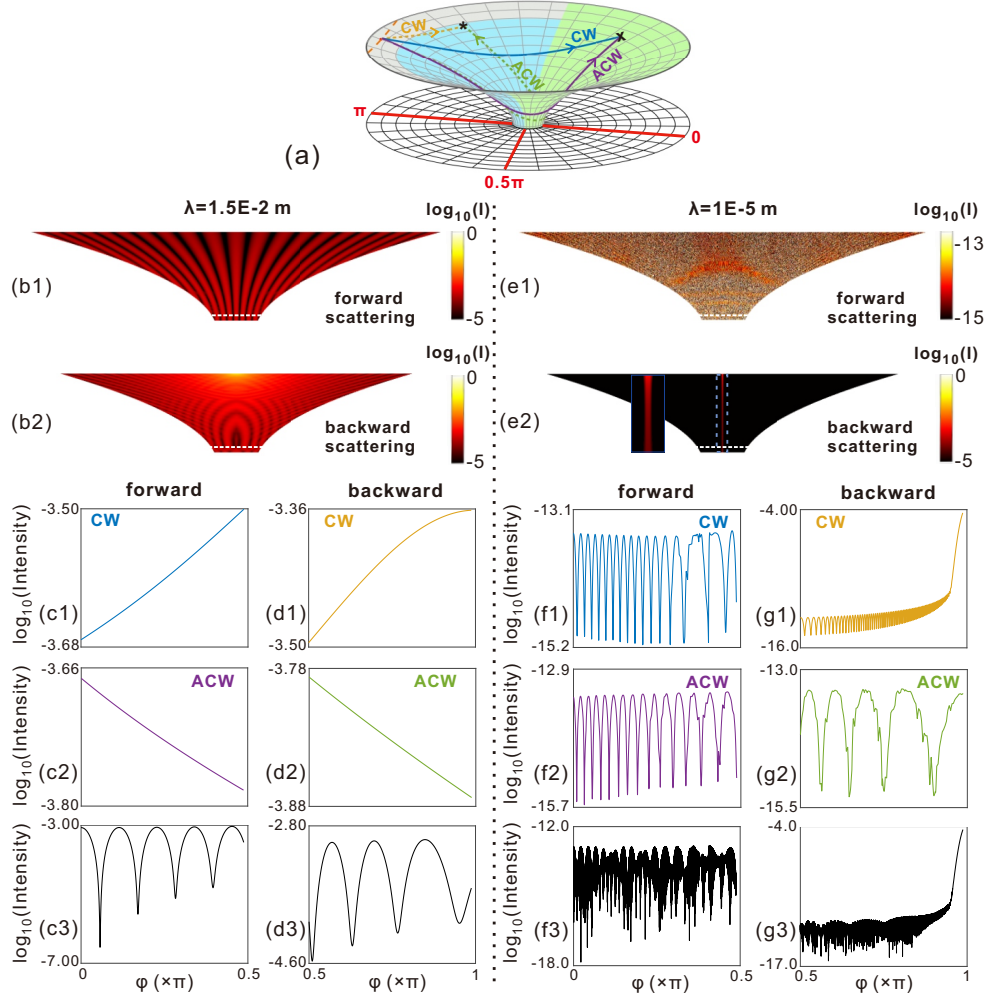 CW
*
CW
x
ACW
ACW
π
0
0.5π
(a)
λ=1.5E-2 m
λ=1E-5 m
log10(I)
0
-5
(b1)
forward
scattering
log10(I)
-13
-15
(e1)
forward
scattering
log10(I)
0
-5
(b2)
backward
scattering
log10(I)
0
-5
(e2)
backward
scattering
forward
backward
forward
backward
log10(Intensity)
-3.50
CW
(c1)
-3.68
-3.36
CW
(d1)
-3.50
log10(Intensity)
-13.1
CW
(f1)
-15.2
-4.00
CW
(g1)
-16.0
log10(Intensity)
-3.66
ACW
(c2)
-3.80
-3.78
ACW
(d2)
-3.88
log10(Intensity)
-12.9
ACW
(f2)
-15.7
-13.0
ACW
(g2)
-15.5
log10(Intensity)
-3.00
(c3)
-7.00
0
0.5
φ (×π)
-2.80
(d3)
-4.60
0.5
1
φ (×π)
log10(Intensity)
-12.0
(f3)
-18.0
0
0.5
φ (×π)
-4.0
(g3)
-17.0
0.5
1
φ (×π)